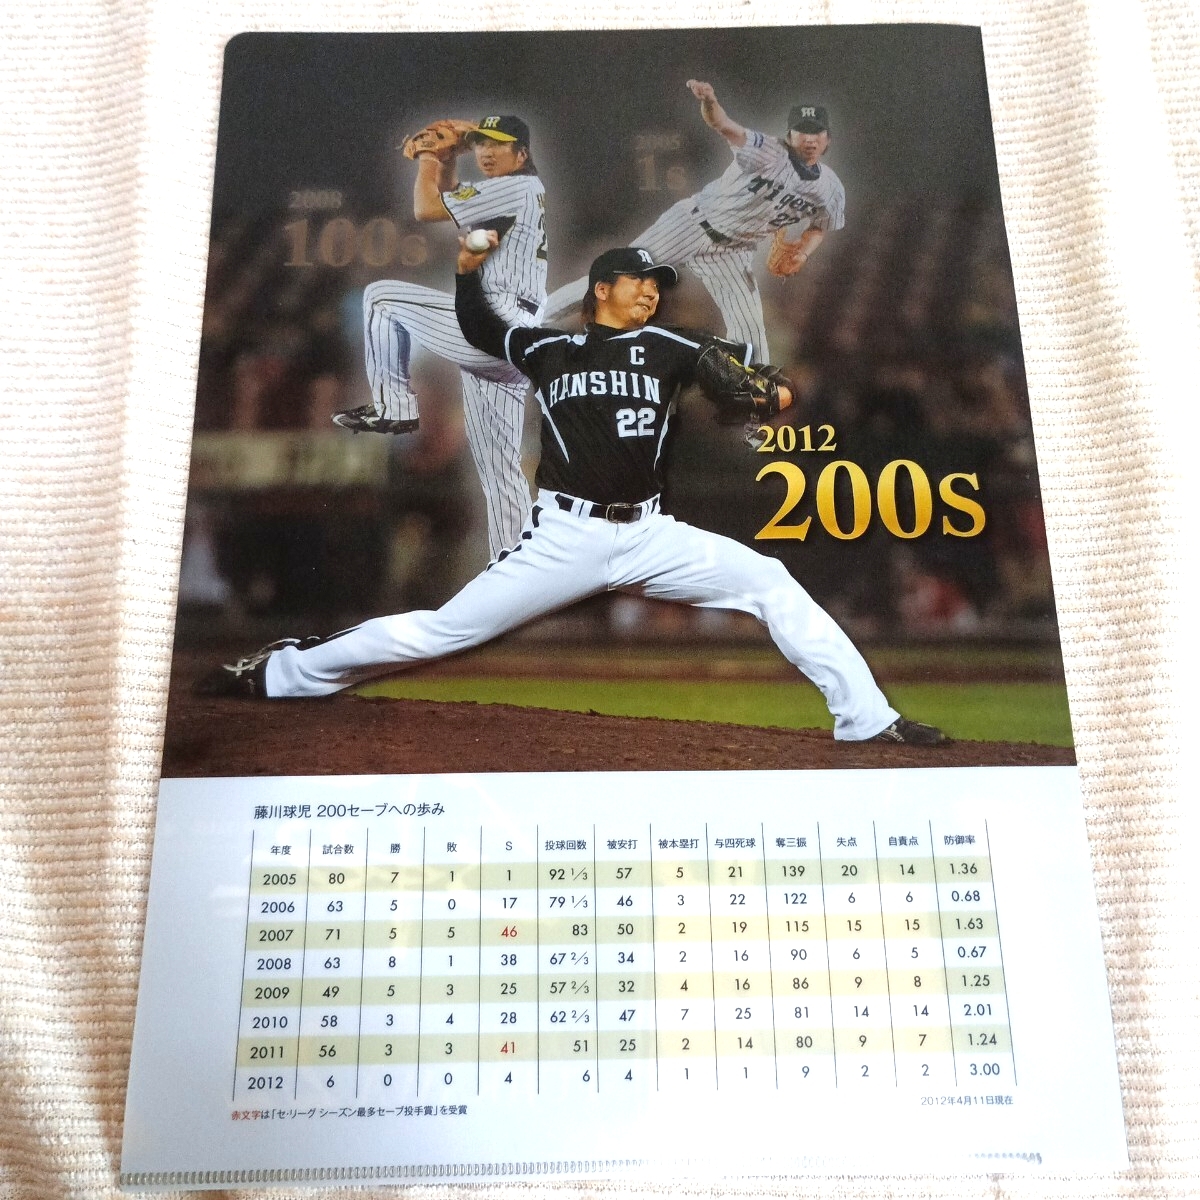 2005
1s
2008
100s
Tigers
22
C
HANSHIN
22
2012
200s
藤川球児 200セーブへの歩み
年度 試合数 勝 敗 S 投球回数 被安打 被本塁打 与四死球 奪三振 失点 自責点 防御率
2005 80 7 1 1 92 1/3 57 5 21 139 20 14 1.36
2006 63 5 0 17 79 1/3 46 3 22 122 6 6 0.68
2007 71 5 5 46 83 50 2 19 115 15 15 1.63
2008 63 8 1 38 67 2/3 34 2 16 90 6 5 0.67
2009 49 5 3 25 57 2/3 32 4 16 86 9 8 1.25
2010 58 3 4 28 62 2/3 47 7 25 81 14 14 2.01
2011 56 3 3 41 51 25 2 14 80 9 7 1.24
2012 6 0 0 4 6 4 1 1 9 2 2 3.00
赤文字は「セ・リーグ シーズン最多セーブ投手賞」を受賞
2012年4月11日現在